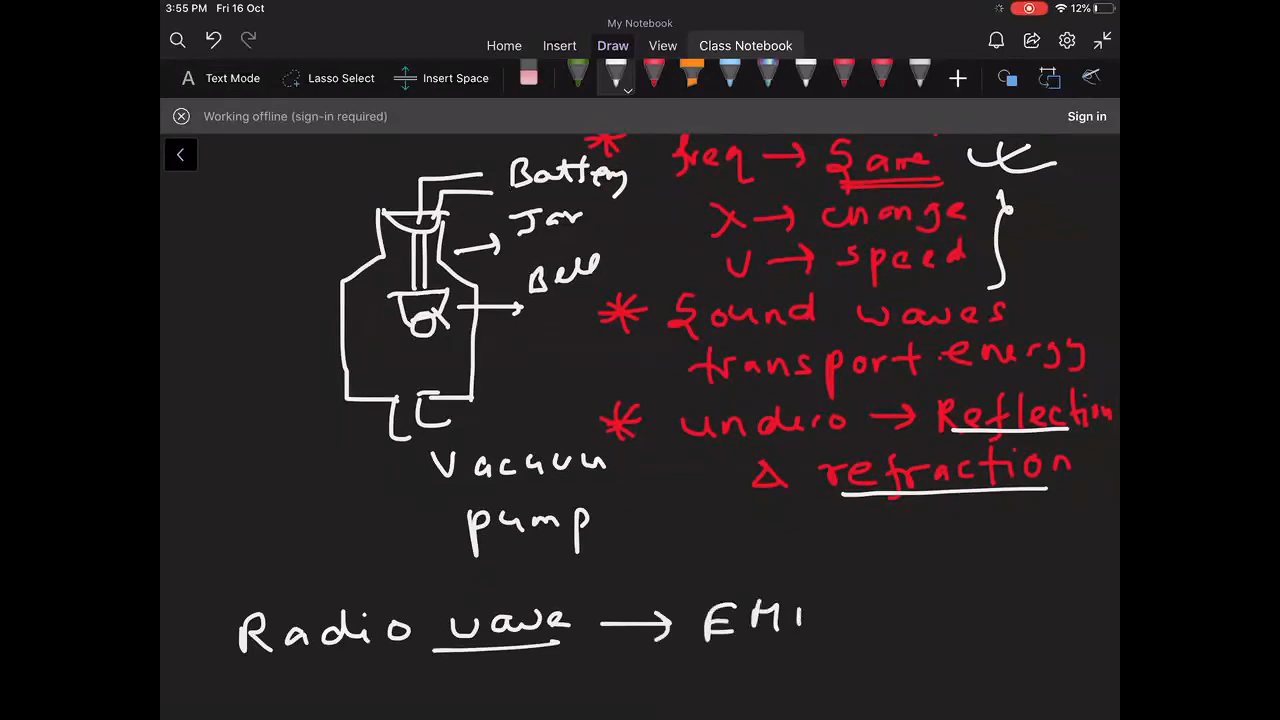 3:55 PM Fri 16 Oct
12%
My Notebook
Home Insert Draw View Class Notebook
Text Mode Lasso Select Insert Space
Working offline (sign-in required) Sign in
Battery
Jar
Bell
Vacuum
pump
* freq → Same
λ → change
v → speed
* Sound waves
transport energy
* undero → Reflection
& refraction
Radio wave → EM